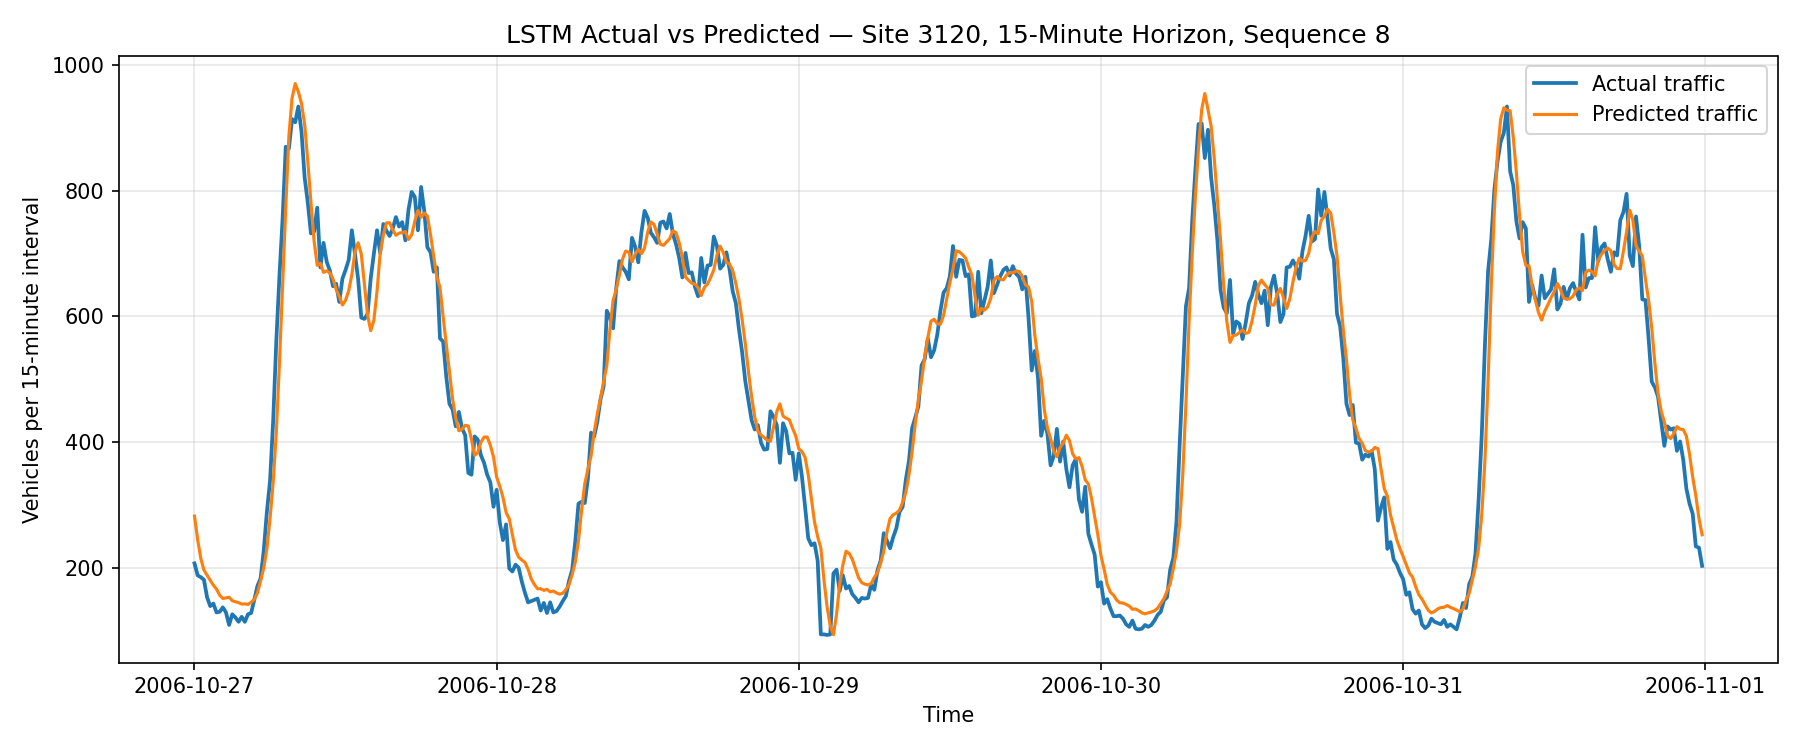 LSTM Actual vs Predicted — Site 3120, 15-Minute Horizon, Sequence 8
Vehicles per 15-minute interval
1000
800
600
400
200
Actual traffic
Predicted traffic
2006-10-27
2006-10-28
2006-10-29
2006-10-30
2006-10-31
2006-11-01
Time